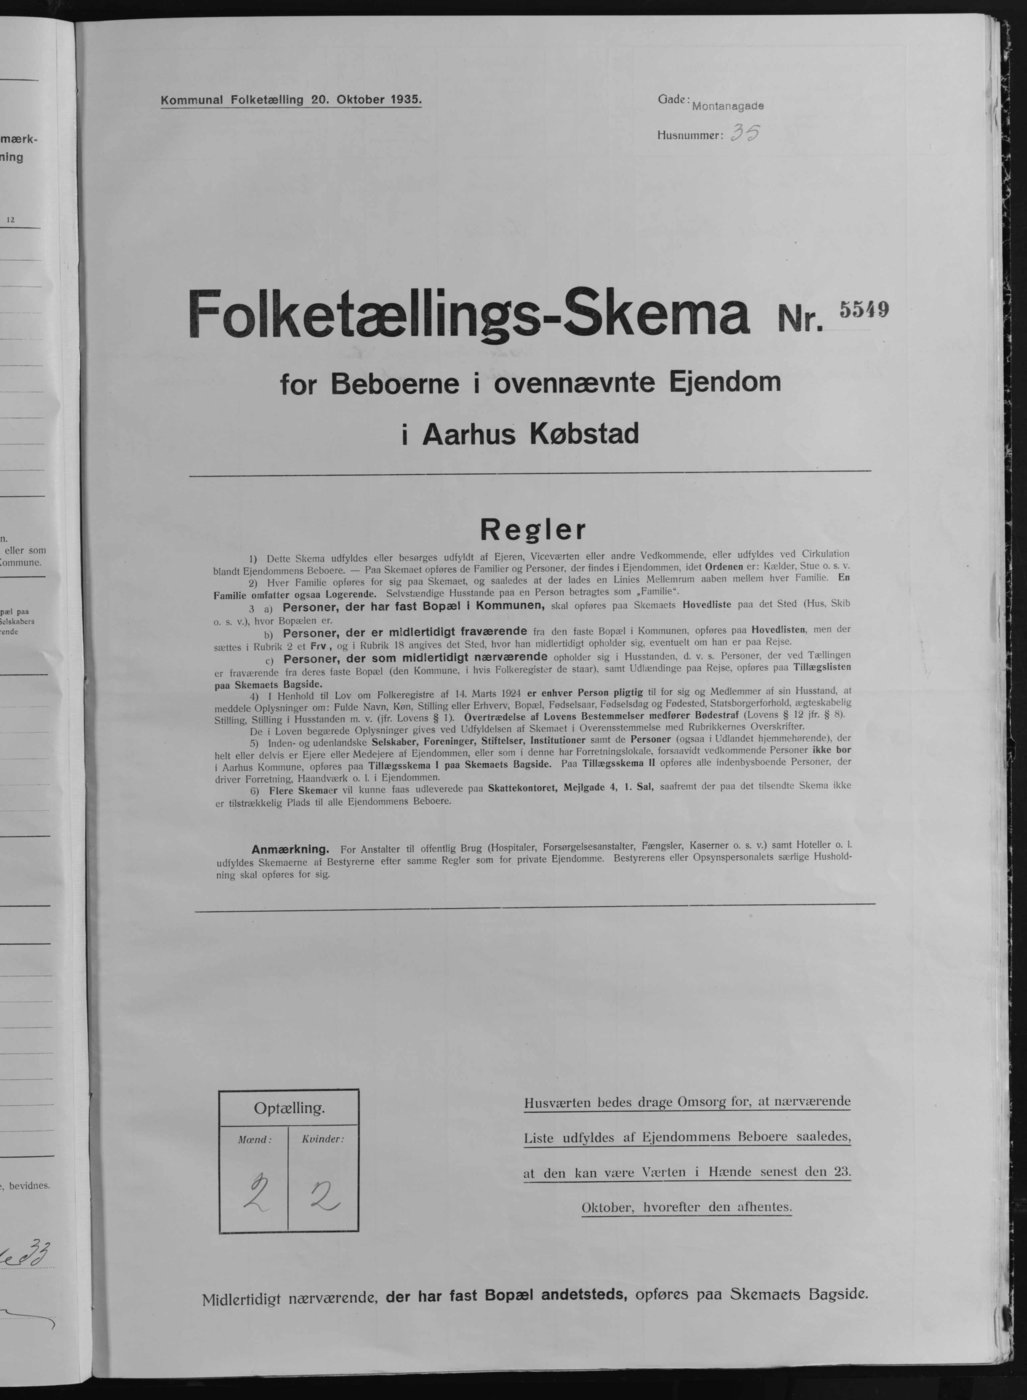 mærk-
ning
12
n.
eller som
Kommune.
pæl paa
Selskabers
rende
e, bevidnes.
33
Kommunal Folketælling 20. Oktober 1935.
Gade: Montanagade
Husnummer: 35
Folketællings-Skema Nr. 5549
for Beboerne i ovennævnte Ejendom
i Aarhus Købstad
Regler
1) Dette Skema udfyldes eller besørges udfyldt af Ejeren, Viceværten eller andre Vedkommende, eller udfyldes ved Cirkulation
blandt Ejendommens Beboere. — Paa Skemaet opføres de Familier og Personer, der findes i Ejendommen, idet Ordenen er: Kælder, Stue o. s. v.
2) Hver Familie opføres for sig paa Skemaet, og saaledes at der lades en Linies Mellemrum aaben mellem hver Familie. En
Familie omfatter ogsaa Logerende. Selvstændige Husstande paa en Person betragtes som „Familie“.
3 a) Personer, der har fast Bopæl i Kommunen, skal opføres paa Skemaets Hovedliste paa det Sted (Hus, Skib
o. s. v.), hvor Bopælen er.
b) Personer, der er midlertidigt fraværende fra den faste Bopæl i Kommunen, opføres paa Hovedlisten, men der
sættes i Rubrik 2 et Frv., og i Rubrik 18 angives det Sted, hvor han midlertidigt opholder sig, eventuelt om han er paa Rejse.
c) Personer, der som midlertidigt nærværende opholder sig i Husstanden, d. v. s. Personer, der ved Tællingen
er fraværende fra deres faste Bopæl (den Kommune, i hvis Folkeregister de staar), samt Udlændinge paa Rejse, opføres paa Tillægslisten
paa Skemaets Bagside.
4) I Henhold til Lov om Folkeregistre af 14. Marts 1924 er enhver Person pligtig til for sig og Medlemmer af sin Husstand, at
meddele Oplysninger om: Fulde Navn, Køn, Stilling eller Erhverv, Bopæl, Fødselsaar, Fødselsdag og Fødested, Statsborgerforhold, ægteskabelig
Stilling, Stilling i Husstanden m. v. (jfr. Lovens § 1). Overtrædelse af Lovens Bestemmelser medfører Bødestraf (Lovens § 12 jfr. § 8).
De i Loven begærede Oplysninger gives ved Udfyldelsen af Skemaet i Overensstemmelse med Rubrikkernes Overskrifter.
5) Inden- og udenlandske Selskaber, Foreninger, Stiftelser, Institutioner samt de Personer (ogsaa i Udlandet hjemmehørende), der
helt eller delvis er Ejere eller Medejere af Ejendommen, eller som i denne har Forretningslokale, forsaavidt vedkommende Personer ikke bor
i Aarhus Kommune, opføres paa Tillægsskema I paa Skemaets Bagside. Paa Tillægsskema II opføres alle indenbysboende Personer, der
driver Forretning, Haandværk o. l. i Ejendommen.
6) Flere Skemaer vil kunne faas udleverede paa Skattekontoret, Mejlgade 4, 1. Sal, saafremt der paa det tilsendte Skema ikke
er tilstrækkelig Plads til alle Ejendommens Beboere.
Anmærkning. For Anstalter til offentlig Brug (Hospitaler, Forsørgelsesanstalter, Fængsler, Kaserner o. s. v.) samt Hoteller o. l.
udfyldes Skemaerne af Bestyrerne efter samme Regler som for private Ejendomme. Bestyrerens eller Opsynspersonalets særlige Hushold-
ning skal opføres for sig.
Optælling.
Mænd: Kvinder:
2 2
Husværten bedes drage Omsorg for, at nærværende
Liste udfyldes af Ejendommens Beboere saaledes,
at den kan være Værten i Hænde senest den 23.
Oktober, hvorefter den afhentes.
Midlertidigt nærværende, der har fast Bopæl andetsteds, opføres paa Skemaets Bagside.